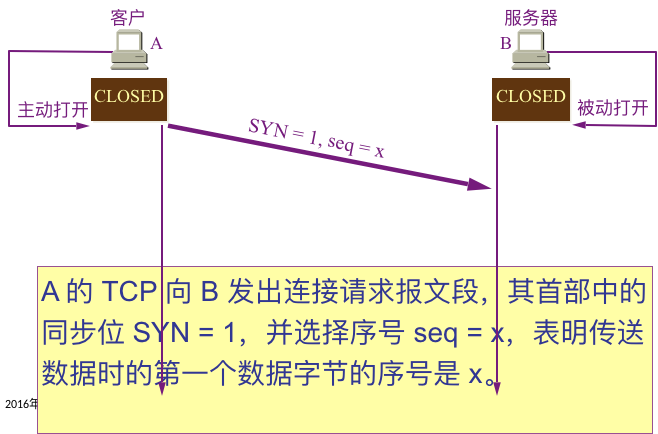 客户
服务器
A
B
CLOSED
CLOSED
主动打开
被动打开
SYN = 1, seq = x
A 的 TCP 向 B 发出连接请求报文段，其首部中的
同步位 SYN = 1，并选择序号 seq = x，表明传送
数据时的第一个数据字节的序号是 x。
2016年